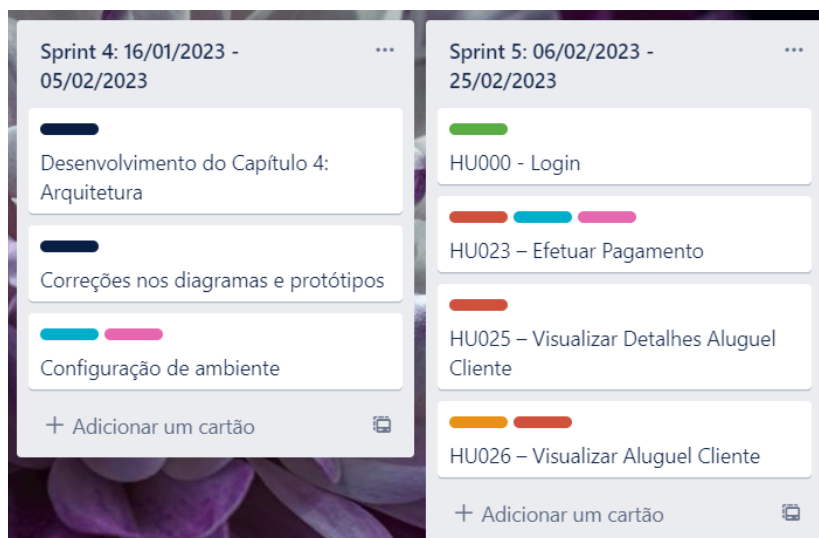 Sprint 4: 16/01/2023 -
05/02/2023
Desenvolvimento do Capítulo 4:
Arquitetura
Correções nos diagramas e protótipos
Configuração de ambiente
+ Adicionar um cartão
Sprint 5: 06/02/2023 -
25/02/2023
HU000 - Login
HU023 – Efetuar Pagamento
HU025 – Visualizar Detalhes Aluguel
Cliente
HU026 – Visualizar Aluguel Cliente
+ Adicionar um cartão